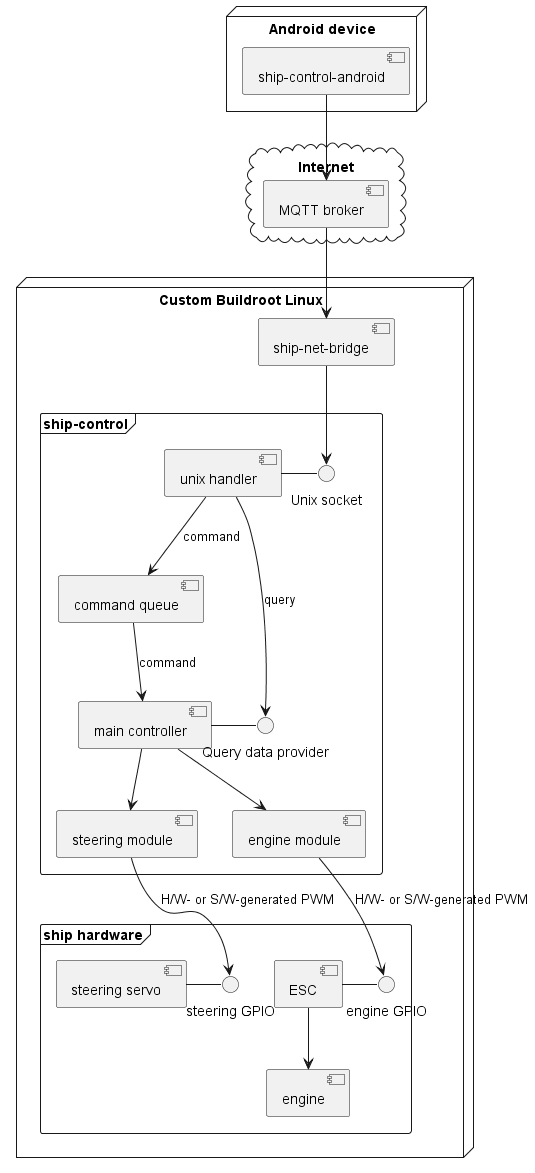 Android device
ship-control-android
Internet
MQTT broker
Custom Buildroot Linux
ship-net-bridge
ship-control
unix handler
Unix socket
command
command queue
query
command
main controller
Query data provider
steering module
engine module
H/W- or S/W-generated PWM
H/W- or S/W-generated PWM
ship hardware
steering servo
ESC
steering GPIO
engine GPIO
engine